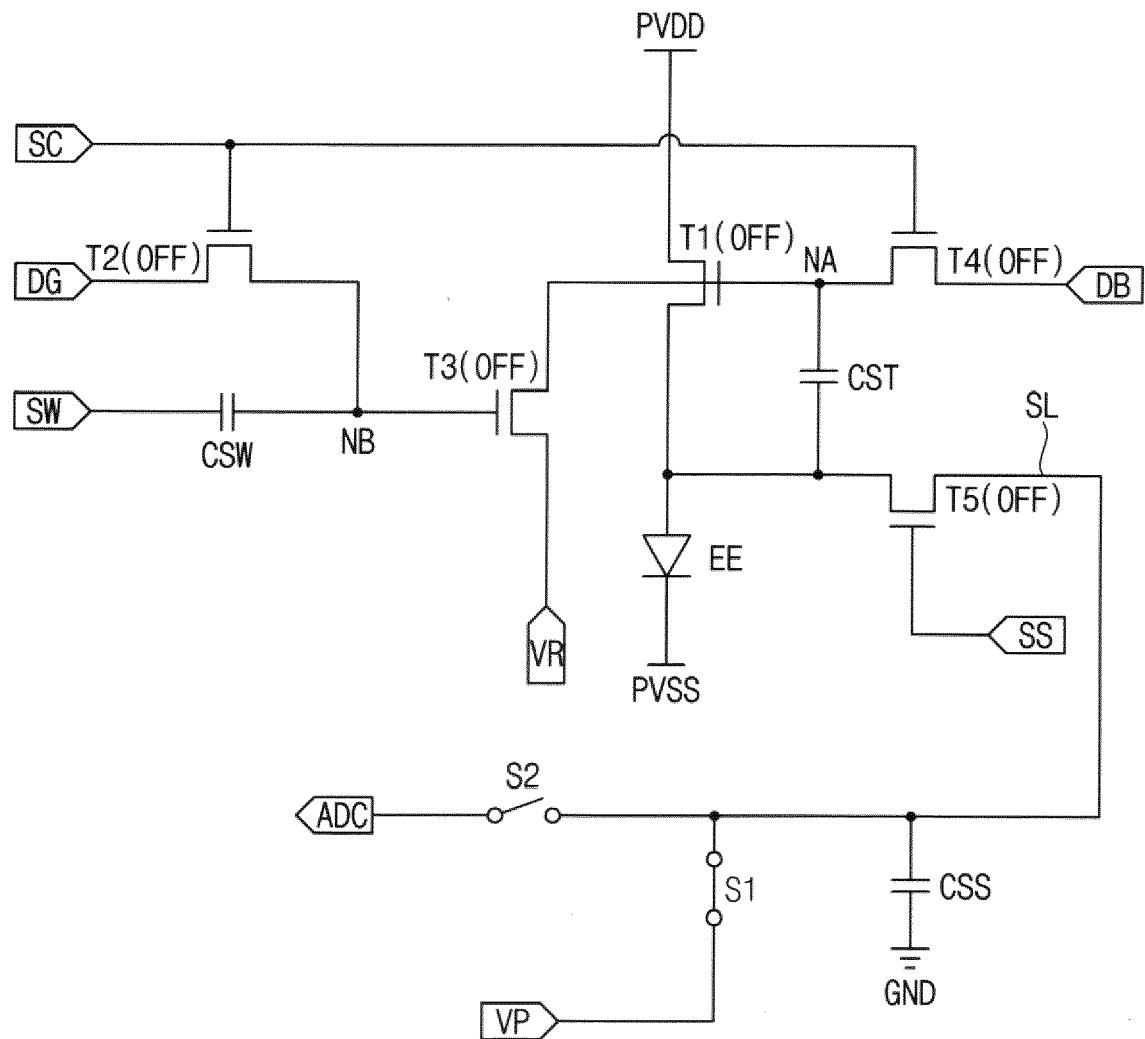 PVDD
SC
T1(OFF)
T2(OFF)
NA
T4(OFF)
DG
DB
T3(OFF)
CST
SW
SL
CSW
NB
T5(OFF)
EE
SS
VR
PVSS
S2
ADC
S1
CSS
GND
VP